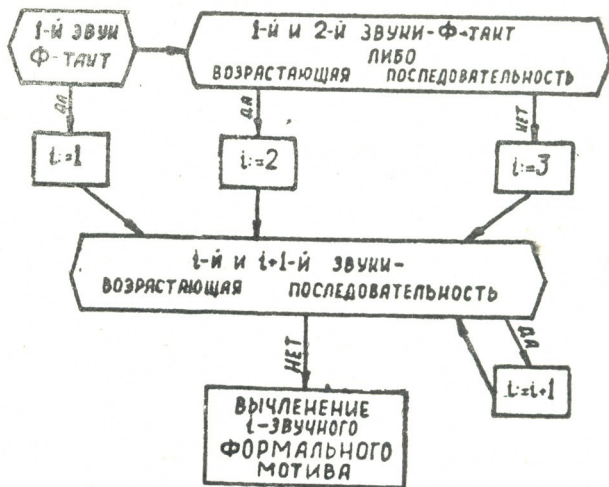 1-й ЗВУК
Ф-ТАКТ
1-й и 2-й ЗВУКИ-Ф-ТАКТ
ЛИБО
ВОЗРАСТАЮЩАЯ ПОСЛЕДОВАТЕЛЬНОСТЬ
ДА
ДА
НЕТ
i:=1
i:=2
i:=3
i-й и i+1-й ЗВУКИ-
ВОЗРАСТАЮЩАЯ ПОСЛЕДОВАТЕЛЬНОСТЬ
НЕТ
ДА
i:=i+1
ВЫЧЛЕНЕНИЕ
i-ЗВУЧНОГО
ФОРМАЛЬНОГО
МОТИВА